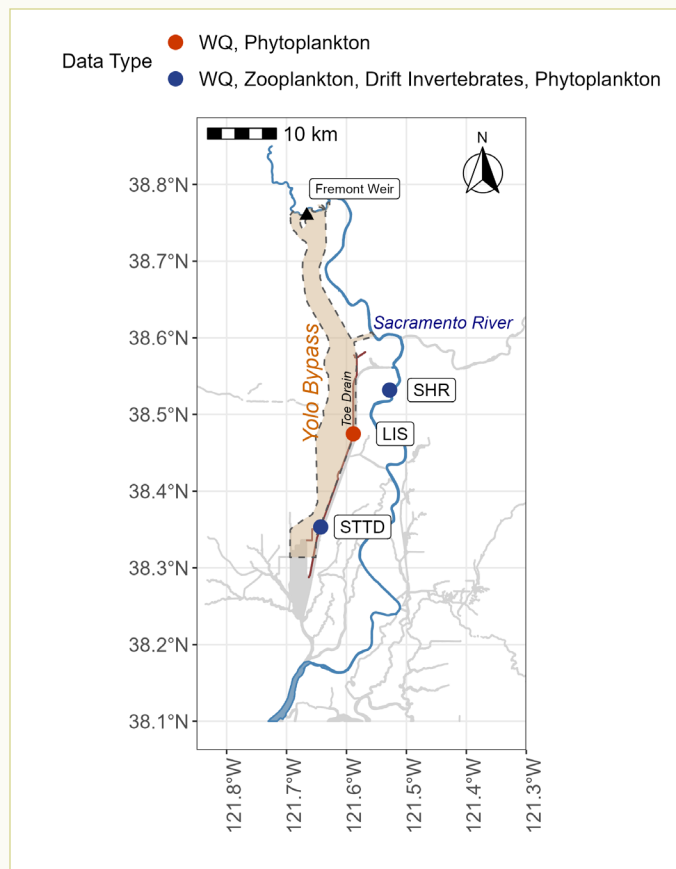 Data Type
WQ, Phytoplankton
WQ, Zooplankton, Drift Invertebrates, Phytoplankton
10 km
N
Fremont Weir
Sacramento River
Yolo Bypass
Toe Drain
SHR
LIS
STTD
38.8°N
38.7°N
38.6°N
38.5°N
38.4°N
38.3°N
38.2°N
38.1°N
121.8°W
121.7°W
121.6°W
121.5°W
121.4°W
121.3°W